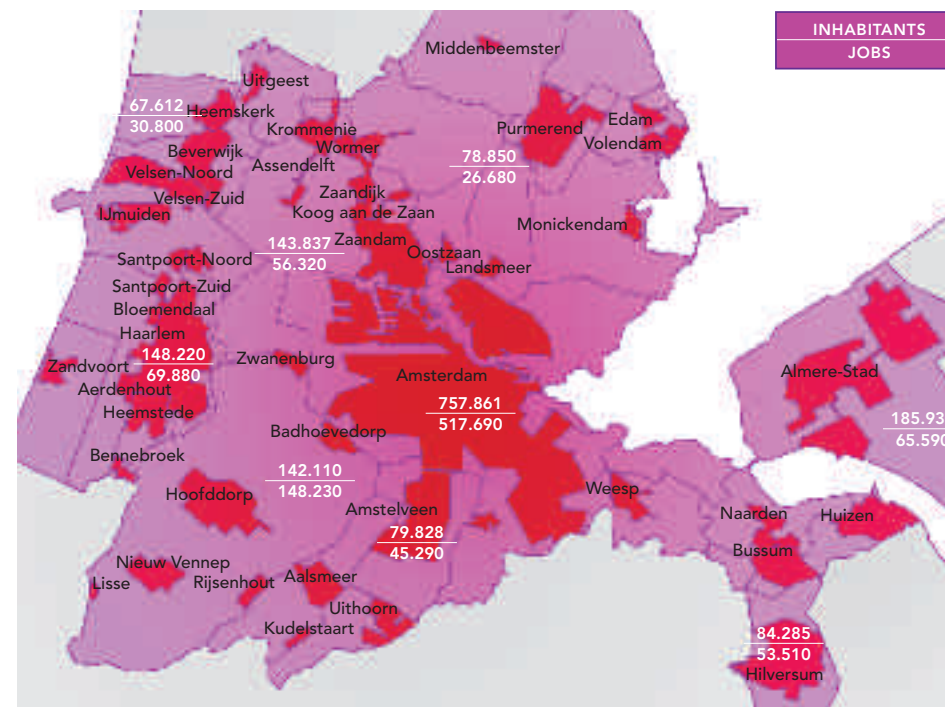 INHABITANTS
JOBS
Middenbeemster
Uitgeest
67.612
30.800
Heemskerk
Krommenie
Wormer
Purmerend
Edam
Volendam
Beverwijk
Assendelft
78.850
26.680
Velsen-Noord
Velsen-Zuid
Zaandijk
IJmuiden
Koog aan de Zaan
Monickendam
143.837
56.320
Zaandam
Oostzaan
Santpoort-Noord
Landsmeer
Santpoort-Zuid
Bloemendaal
Haarlem
148.220
69.880
Zandvoort
Zwanenburg
Amsterdam
Almere-Stad
Aerdenhout
Heemstede
757.861
517.690
185.93
65.590
Badhoevedorp
Bennebroek
142.110
148.230
Hoofddorp
Weesp
Amstelveen
79.828
45.290
Naarden
Huizen
Bussum
Nieuw Vennep
Lisse
Rijsenhout
Aalsmeer
Uithoorn
Kudelstaart
84.285
53.510
Hilversum